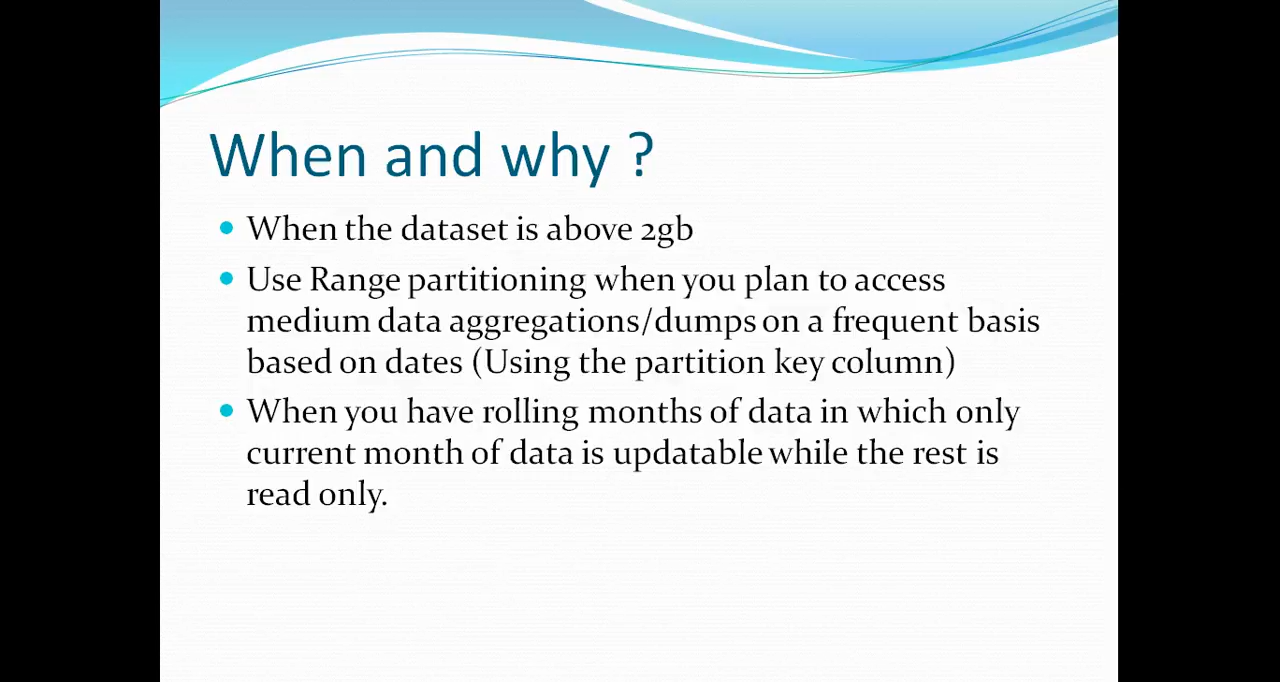 When and why ?
When the dataset is above 2gb
Use Range partitioning when you plan to access
medium data aggregations/dumps on a frequent basis
based on dates (Using the partition key column)
When you have rolling months of data in which only
current month of data is updatable while the rest is
read only.